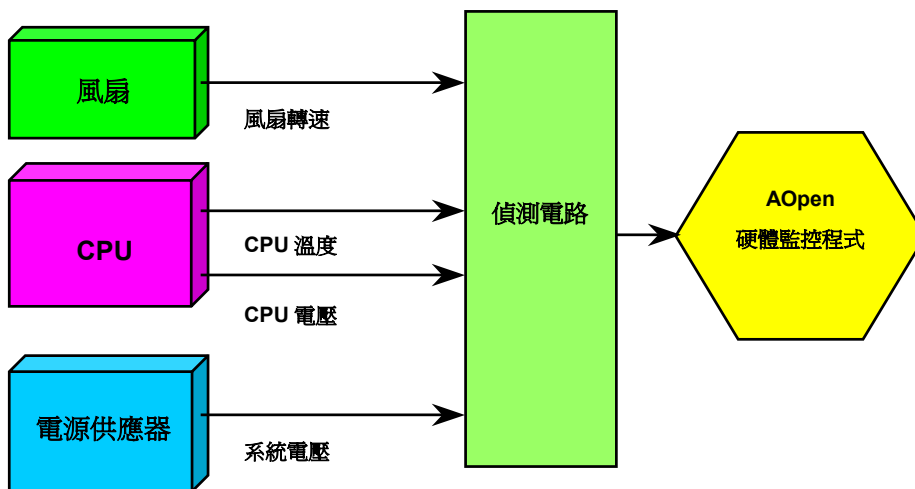 風扇
風扇轉速
CPU
CPU 溫度
CPU 電壓
電源供應器
系統電壓
偵測電路
AOpen
硬體監控程式